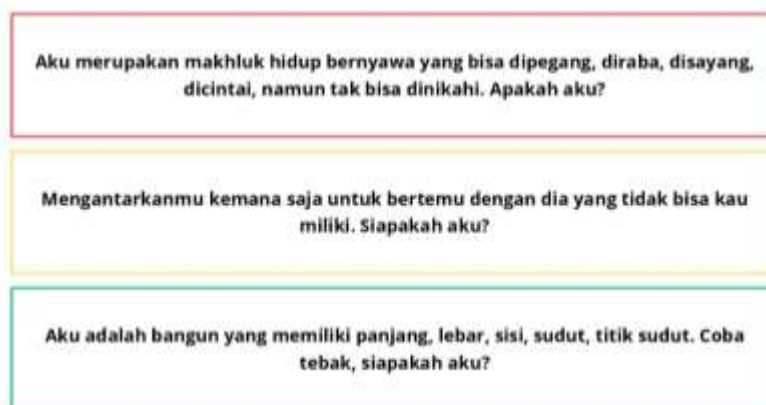 Aku merupakan makhluk hidup bernyawa yang bisa dipegang, diraba, disayang,
dicintai, namun tak bisa dinikahi. Apakah aku?
Mengantarkanmu kemana saja untuk bertemu dengan dia yang tidak bisa kau
miliki. Siapakah aku?
Aku adalah bangun yang memiliki panjang, lebar, sisi, sudut, titik sudut. Coba
tebak, siapakah aku?